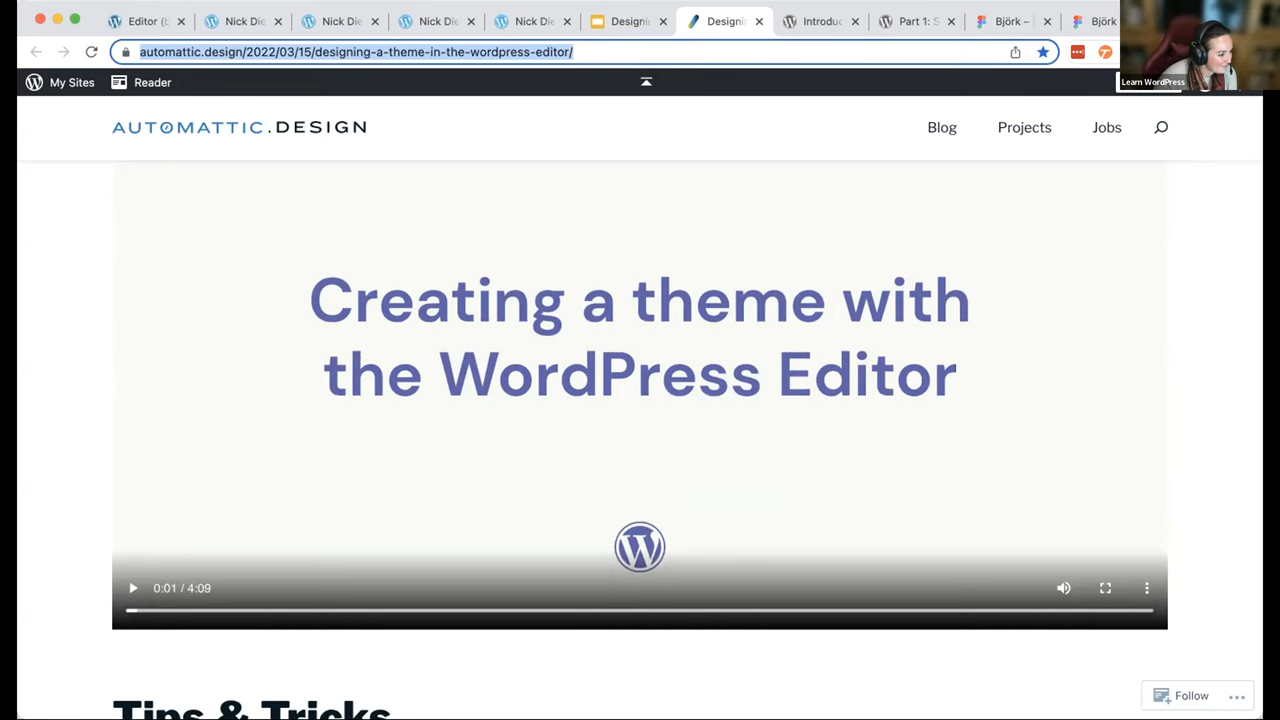 Editor (b
Nick Die
Nick Die
Nick Die
Nick Die
Designin
Designin
Introduc
Part 1: S
Björk –
Björk
automattic.design/2022/03/15/designing-a-theme-in-the-wordpress-editor/
Learn WordPress
My Sites
Reader
AUTOMATTIC.DESIGN
Blog
Projects
Jobs
Creating a theme with
the WordPress Editor
0:01 / 4:09
Tips & Tricks
Follow